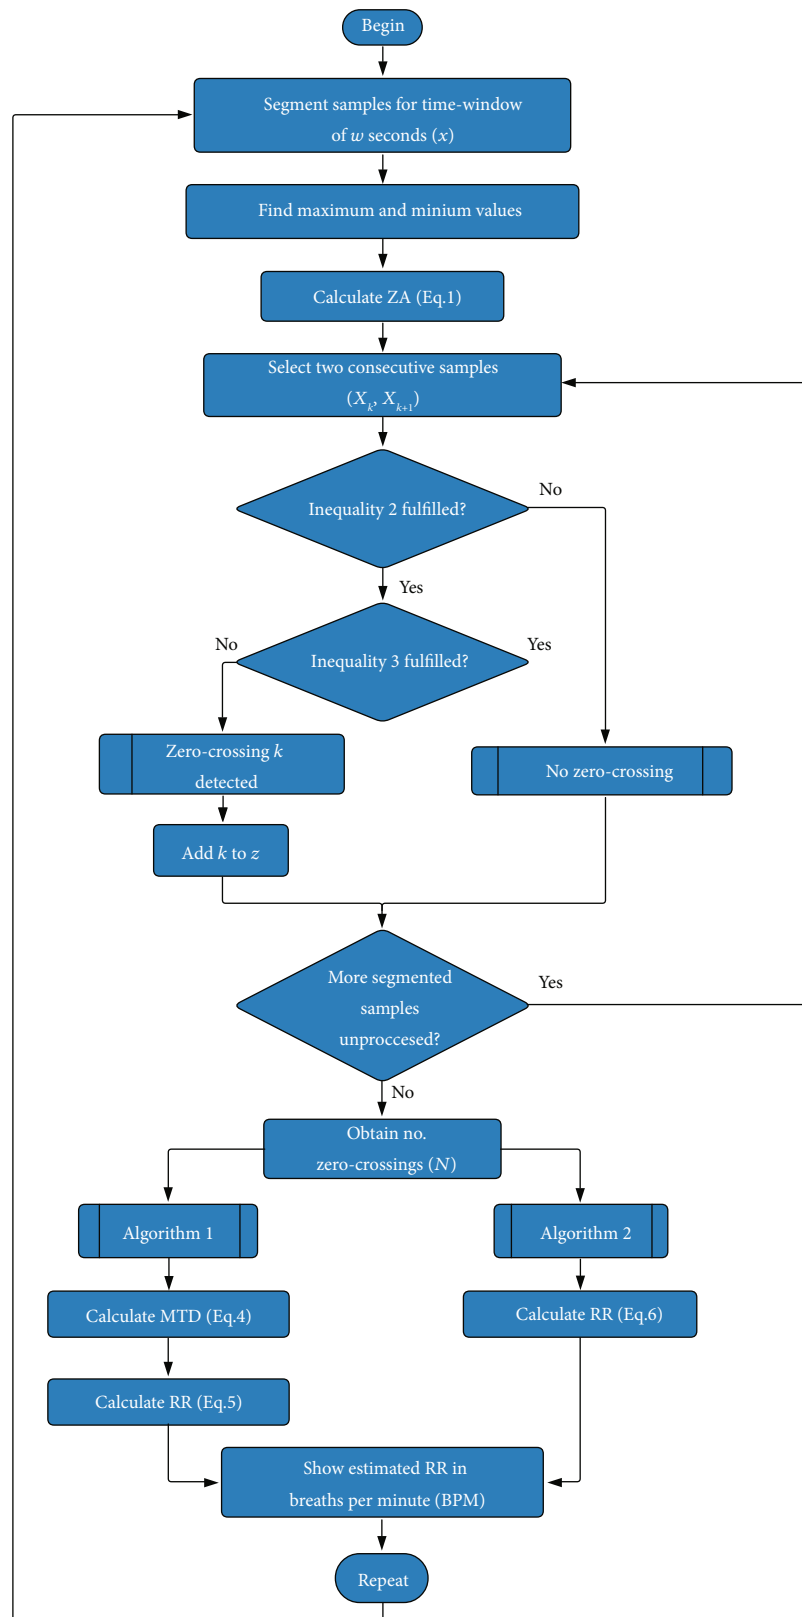 Begin
Segment samples for time-window
of w seconds (x)
Find maximum and minium values
Calculate ZA (Eq.1)
Select two consecutive samples
(Xk, Xk+1)
Inequality 2 fulfilled?
No
Yes
Inequality 3 fulfilled?
No
Yes
Zero-crossing k
detected
No zero-crossing
Add k to z
More segmented
samples
unproccesed?
Yes
No
Obtain no.
zero-crossings (N)
Algorithm 1
Algorithm 2
Calculate MTD (Eq.4)
Calculate RR (Eq.6)
Calculate RR (Eq.5)
Show estimated RR in
breaths per minute (BPM)
Repeat